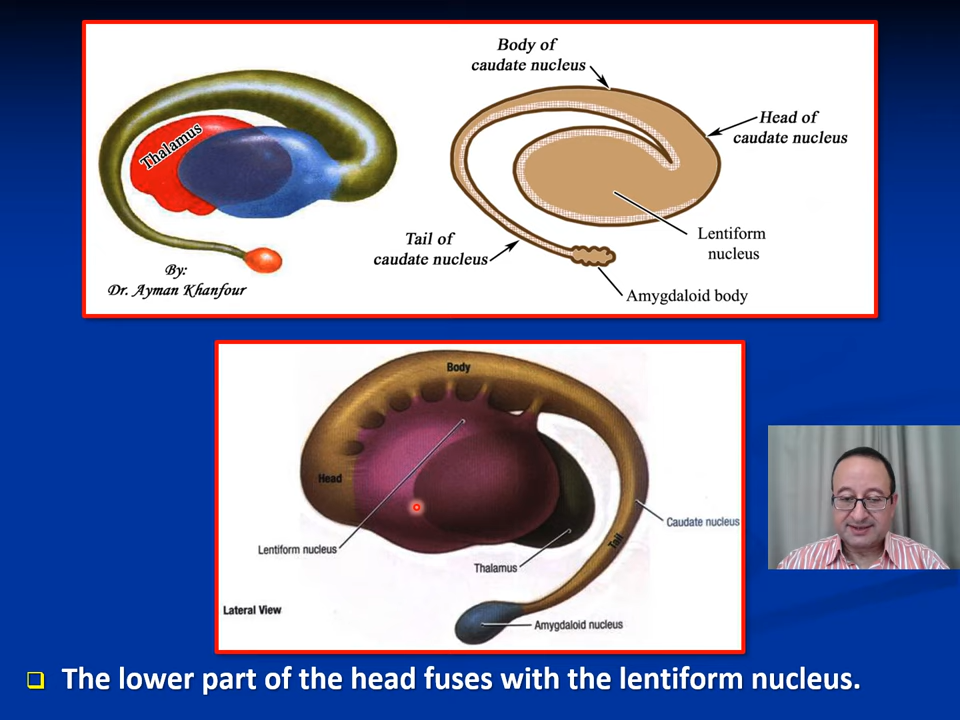 Body of
caudate nucleus
Head of
caudate nucleus
Thalamus
Lentiform
nucleus
Tail of
caudate nucleus
By:
Dr. Ayman Khanfour
Amygdaloid body
Body
Head
Caudate nucleus
Tail
Lentiform nucleus
Thalamus
Lateral View
Amygdaloid nucleus
The lower part of the head fuses with the lentiform nucleus.